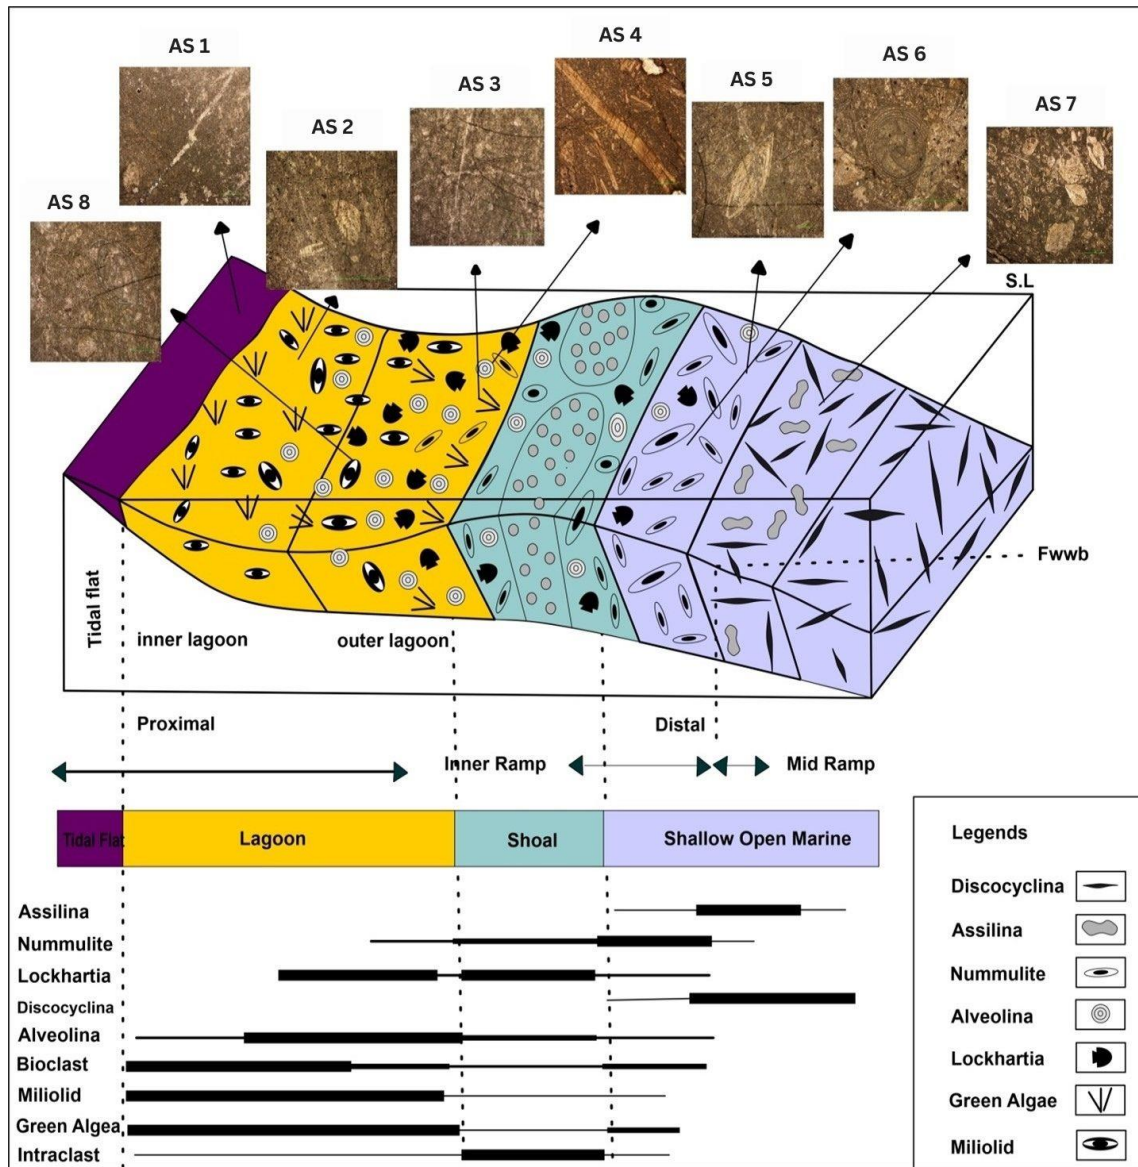 AS 1
AS 2
AS 3
AS 4
AS 5
AS 6
AS 7
AS 8
S.L
Fwwb
Tidal flat
inner lagoon
outer lagoon
Proximal
Distal
Inner Ramp
Mid Ramp
Tidal Flat
Lagoon
Shoal
Shallow Open Marine
Assilina
Nummulite
Lockhartia
Discocyclina
Alveolina
Bioclast
Miliolid
Green Algea
Intraclast
Legends
Discocyclina
Assilina
Nummulite
Alveolina
Lockhartia
Green Algae
Miliolid